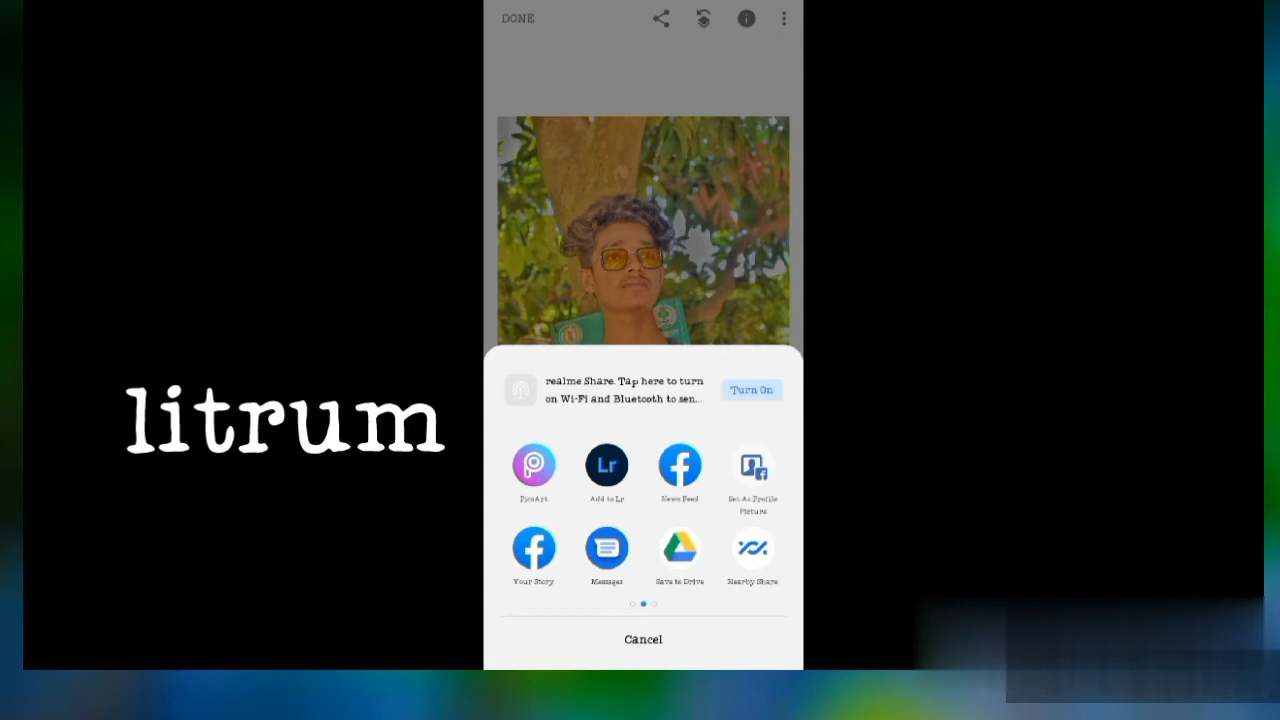 DONE
litrum
realme Share. Tap here to turn
on Wi-Fi and Bluetooth to sen...
Turn On
Lr
PicsArt
Add to Lr
News Feed
Set As Profile
Picture
Your Story
Messages
Save to Drive
Nearby Share
Cancel